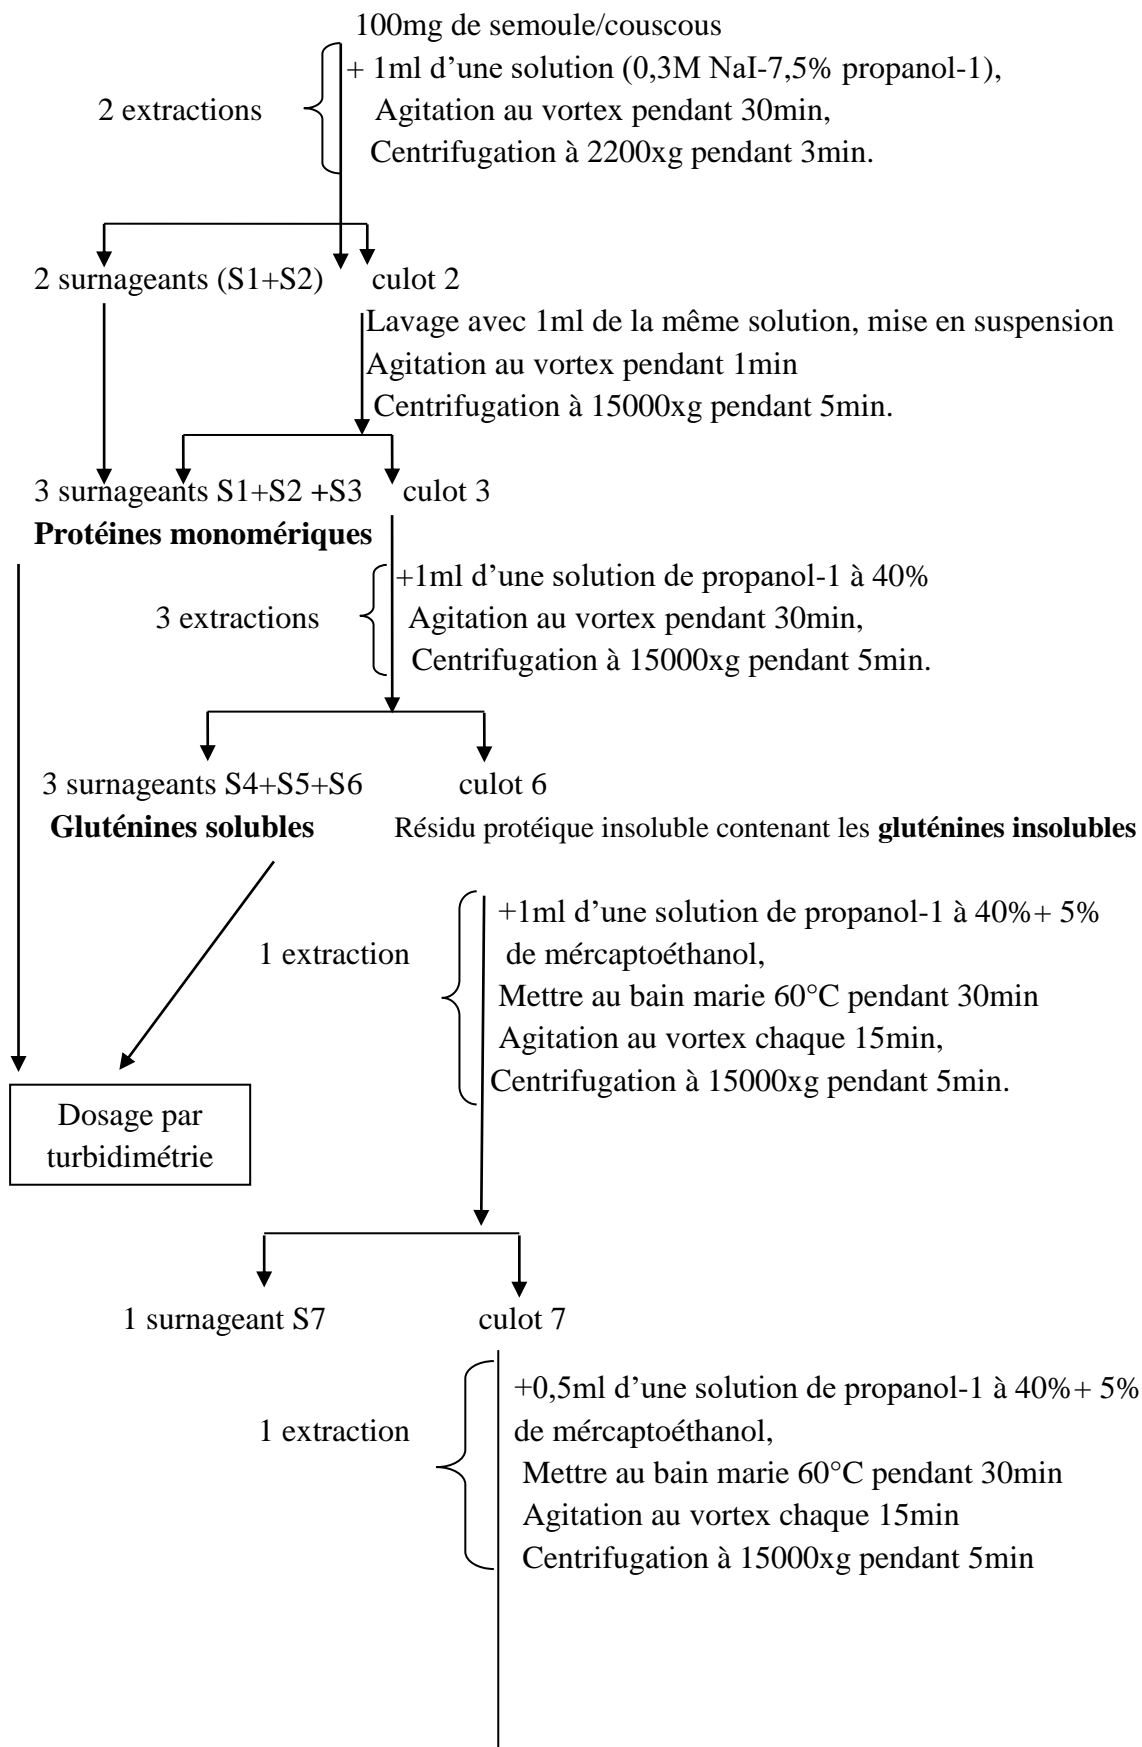 100mg de semoule/couscous
+ 1ml d’une solution (0,3M NaI-7,5% propanol-1),
2 extractions
Agitation au vortex pendant 30min,
Centrifugation à 2200xg pendant 3min.
2 surnageants (S1+S2)
culot 2
Lavage avec 1ml de la même solution, mise en suspension
Agitation au vortex pendant 1min
Centrifugation à 15000xg pendant 5min.
3 surnageants S1+S2 +S3
culot 3
Protéines monomériques
+1ml d’une solution de propanol-1 à 40%
3 extractions
Agitation au vortex pendant 30min,
Centrifugation à 15000xg pendant 5min.
3 surnageants S4+S5+S6
culot 6
Gluténines solubles
Résidu protéique insoluble contenant les gluténines insolubles
+1ml d’une solution de propanol-1 à 40%+ 5%
1 extraction
de mércaptoéthanol,
Mettre au bain marie 60°C pendant 30min
Agitation au vortex chaque 15min,
Centrifugation à 15000xg pendant 5min.
Dosage par
turbidimétrie
1 surnageant S7
culot 7
+0,5ml d’une solution de propanol-1 à 40%+ 5%
1 extraction
de mércaptoéthanol,
Mettre au bain marie 60°C pendant 30min
Agitation au vortex chaque 15min
Centrifugation à 15000xg pendant 5min